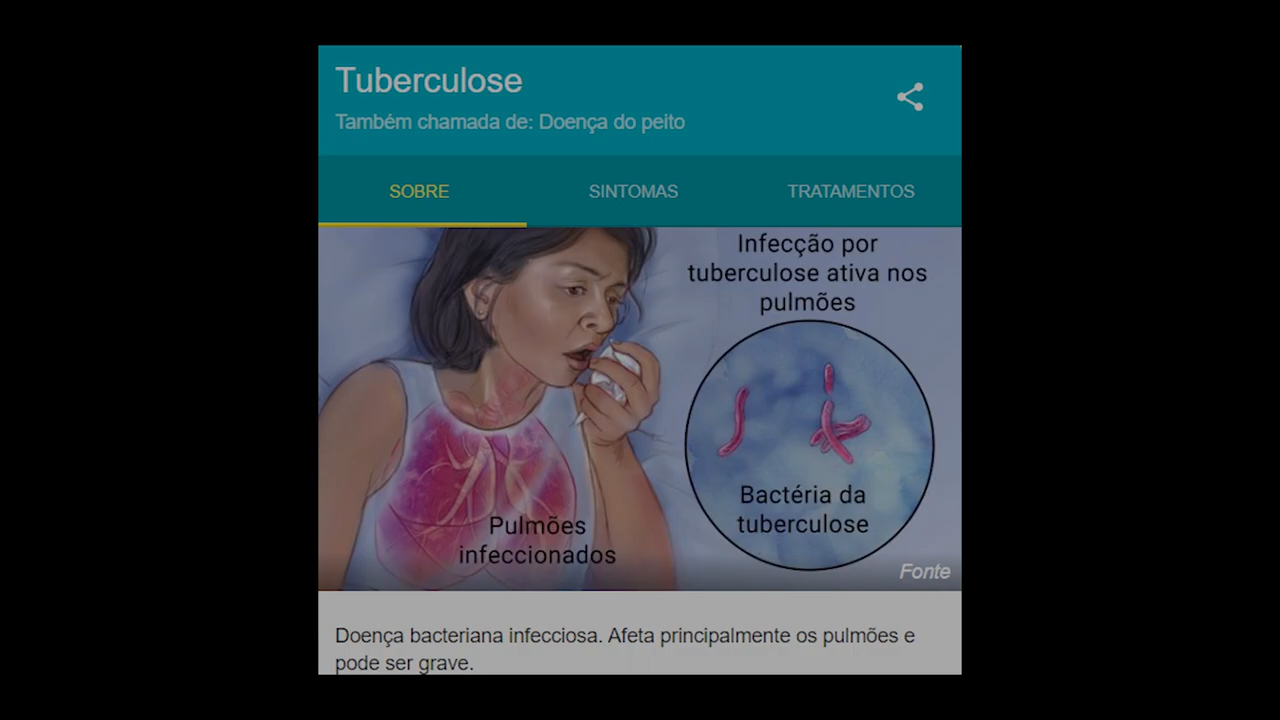 Tuberculose
Também chamada de: Doença do peito
SOBRE
SINTOMAS
TRATAMENTOS
Infecção por
tuberculose ativa nos
pulmões
Bactéria da
tuberculose
Pulmões
infeccionados
Fonte
Doença bacteriana infecciosa. Afeta principalmente os pulmões e
pode ser grave.